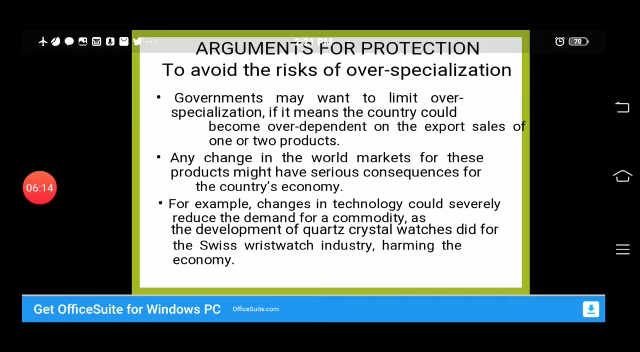 ARGUMENTS FOR PROTECTION
70
To avoid the risks of over-specialization
• Governments may want to limit over-
specialization, if it means the country could
become over-dependent on the export sales of
one or two products.
• Any change in the world markets for these
products might have serious consequences for
the country's economy.
06:14
• For example, changes in technology could severely
reduce the demand for a commodity, as
the development of quartz crystal watches did for
the Swiss wristwatch industry, harming the
economy.
Get OfficeSuite for Windows PC OfficeSuite.com